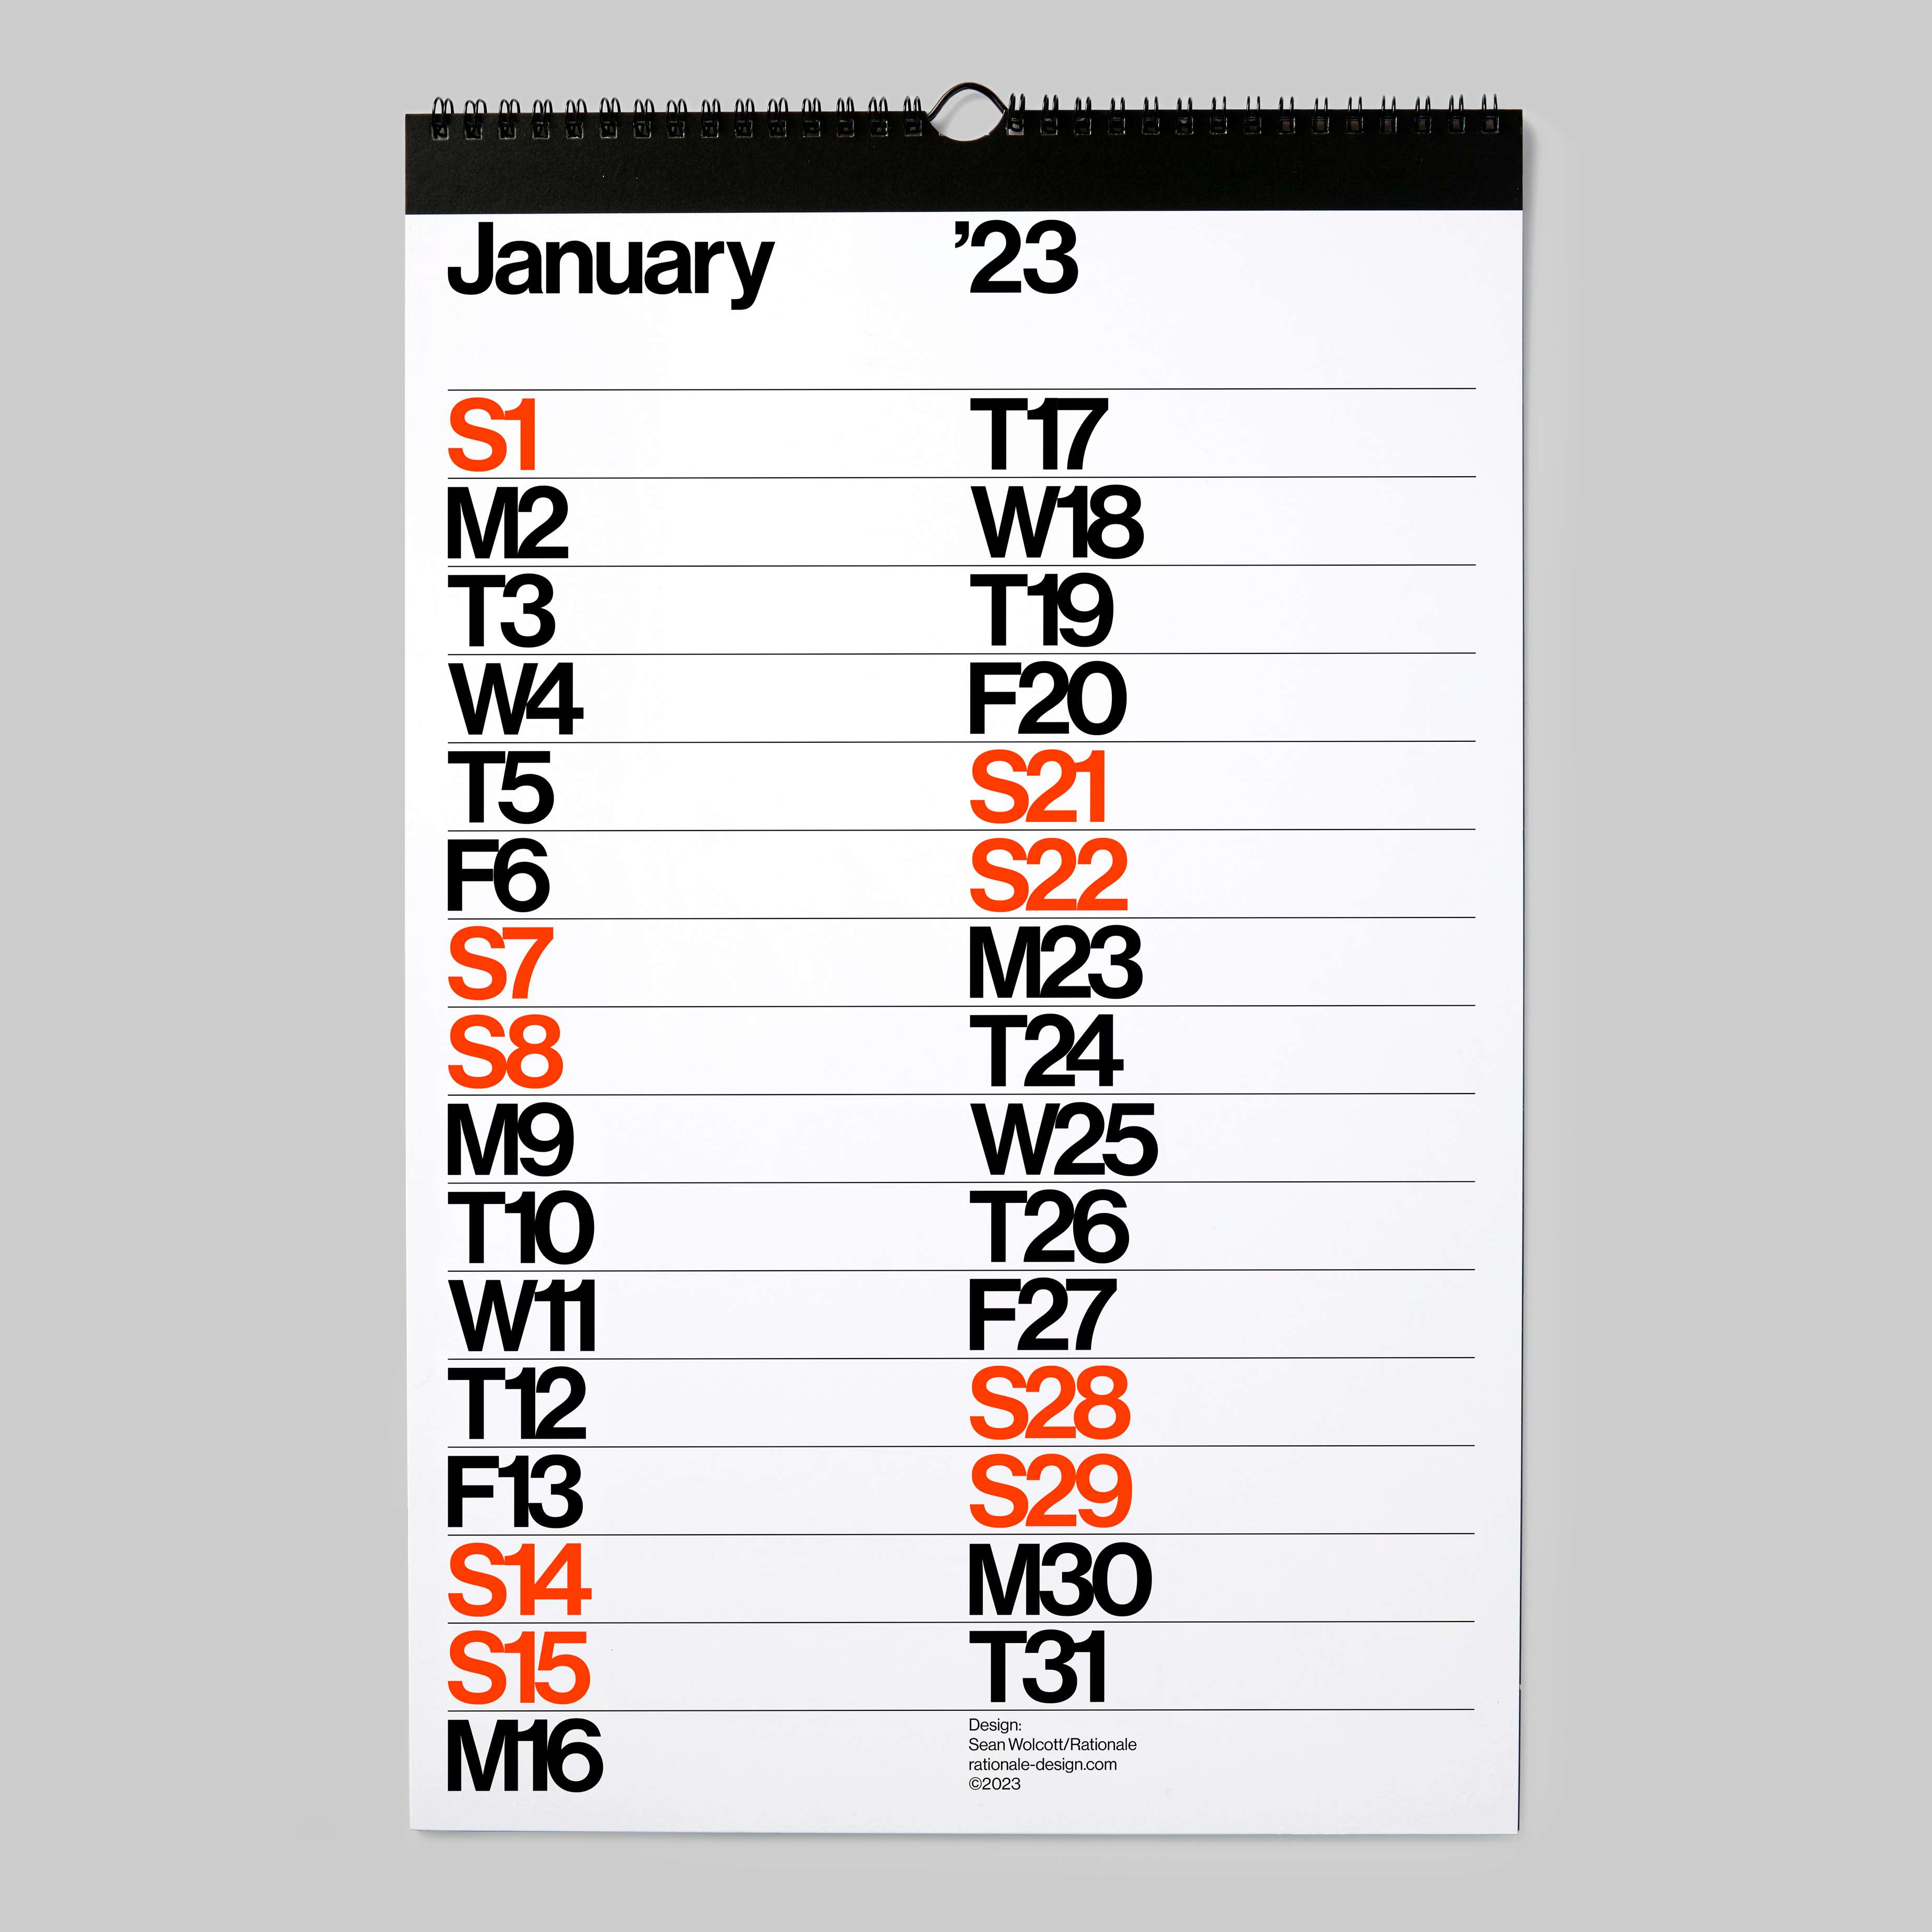 January ’23
S1
M2
T3
W4
T5
F6
S7
S8
M9
T10
W11
T12
F13
S14
S15
M16
T17
W18
T19
F20
S21
S22
M23
T24
W25
T26
F27
S28
S29
M30
T31
Design:
Sean Wolcott/Rationale
rationale-design.com
©2023